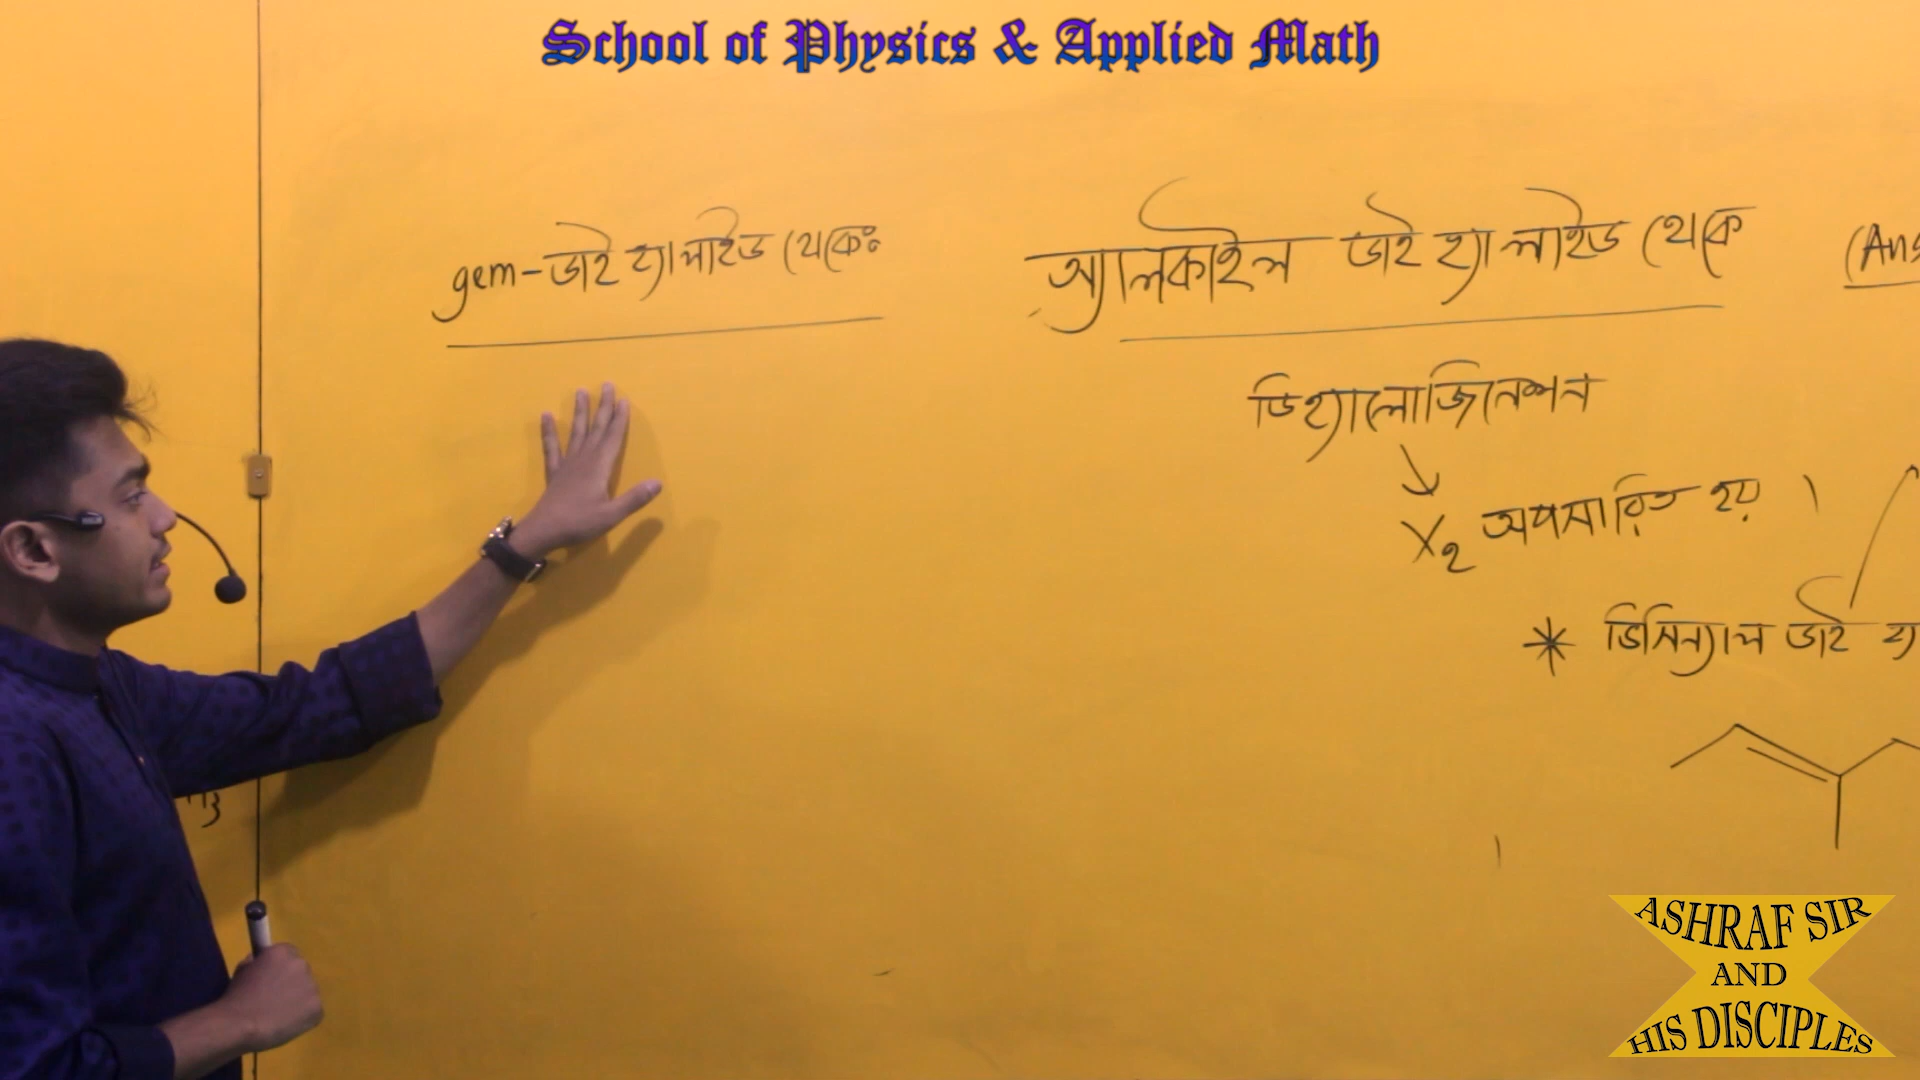 School of Physics & Applied Math
gem-ডাই হ্যালাইড থেকেঃ
অ্যালকাইল ডাই হ্যালাইড থেকে
(Ans
ডিহ্যালোজিনেশন
X₂ অপসারিত হয়।
* ভিসিন্যাল ডাই হ্য
ASHRAF SIR
AND
HIS DISCIPLES